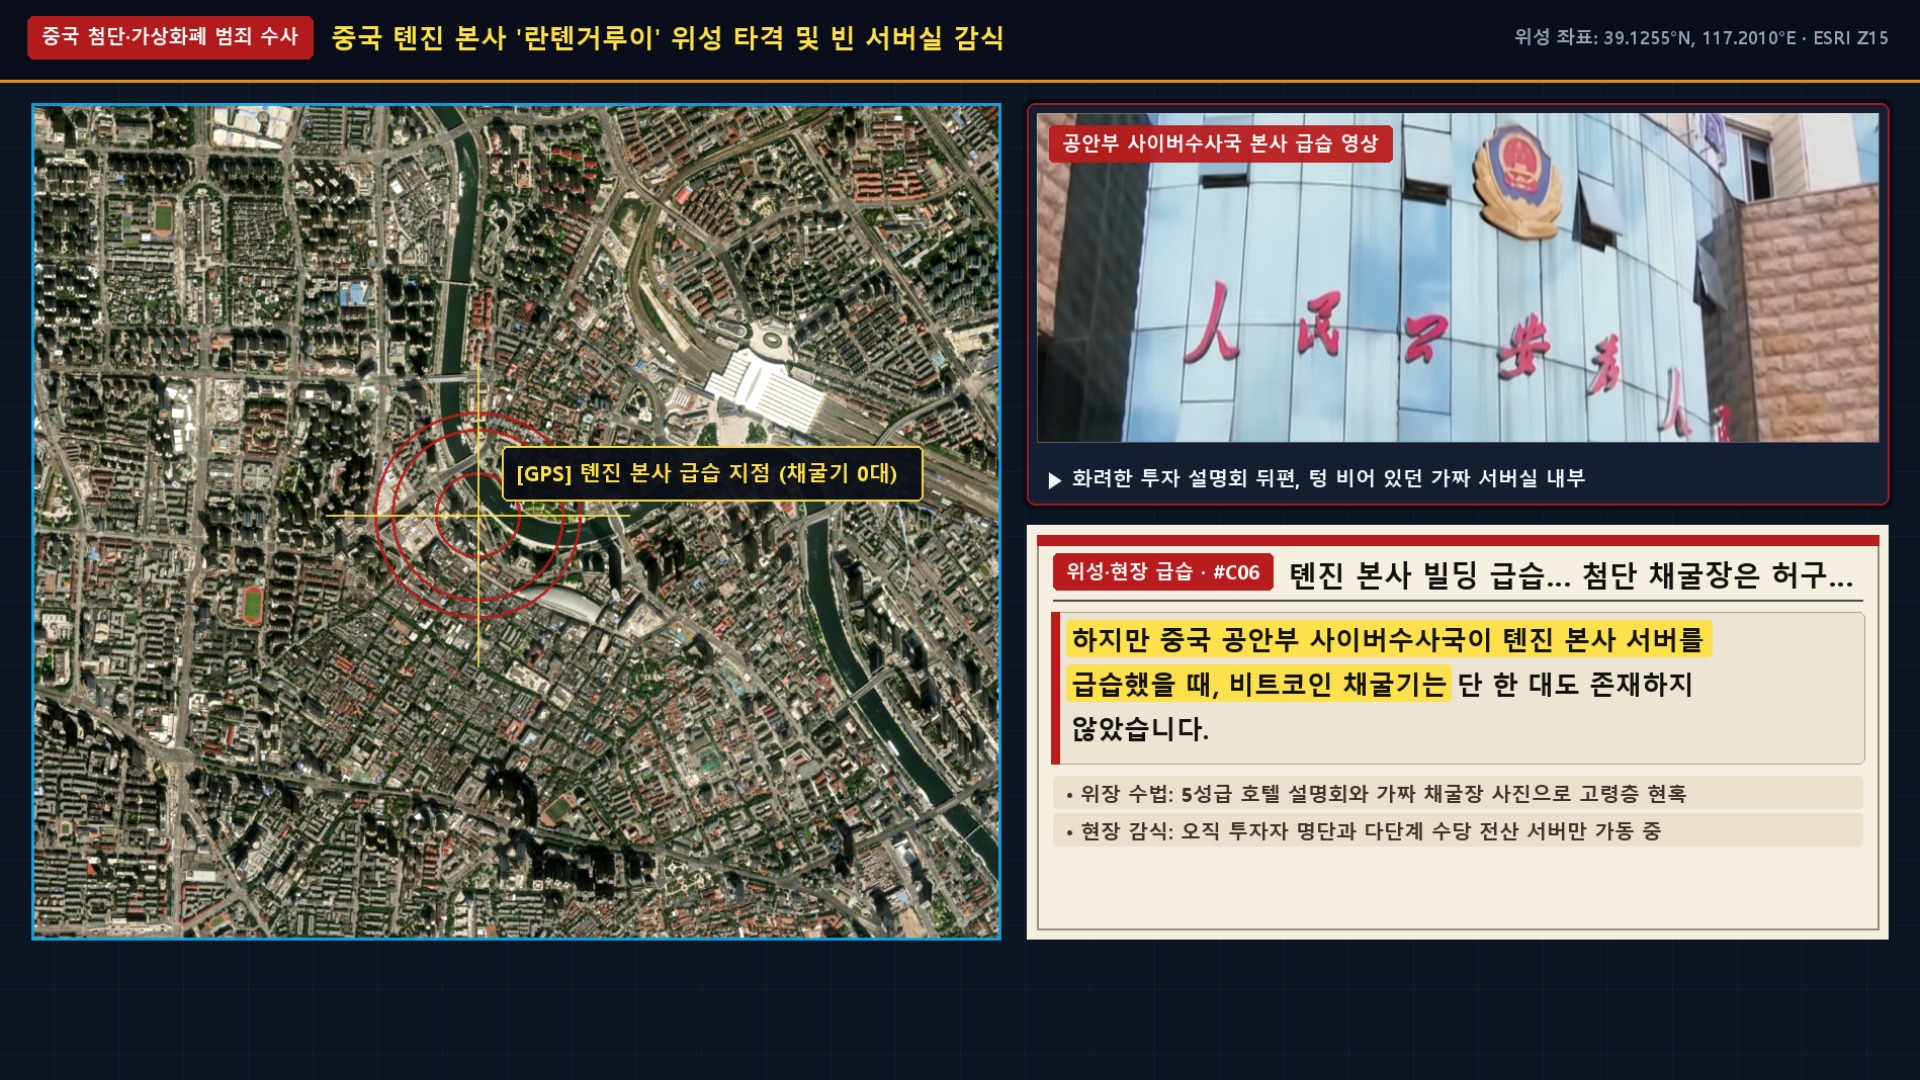 중국 첨단·가상화폐 범죄 수사
중국 톈진 본사 '란톈거루이' 위성 타격 및 빈 서버실 감식
위성 좌표: 39.1255°N, 117.2010°E · ESRI Z15
[GPS] 톈진 본사 급습 지점 (채굴기 0대)
공안부 사이버수사국 본사 급습 영상
人民公安为人民
▶ 화려한 투자 설명회 뒤편, 텅 비어 있던 가짜 서버실 내부
위성·현장 급습 · #C06
톈진 본사 빌딩 급습... 첨단 채굴장은 허구...
하지만 중국 공안부 사이버수사국이 톈진 본사 서버를
급습했을 때, 비트코인 채굴기는 단 한 대도 존재하지
않았습니다.
• 위장 수법: 5성급 호텔 설명회와 가짜 채굴장 사진으로 고령층 현혹
• 현장 감식: 오직 투자자 명단과 다단계 수당 전산 서버만 가동 중